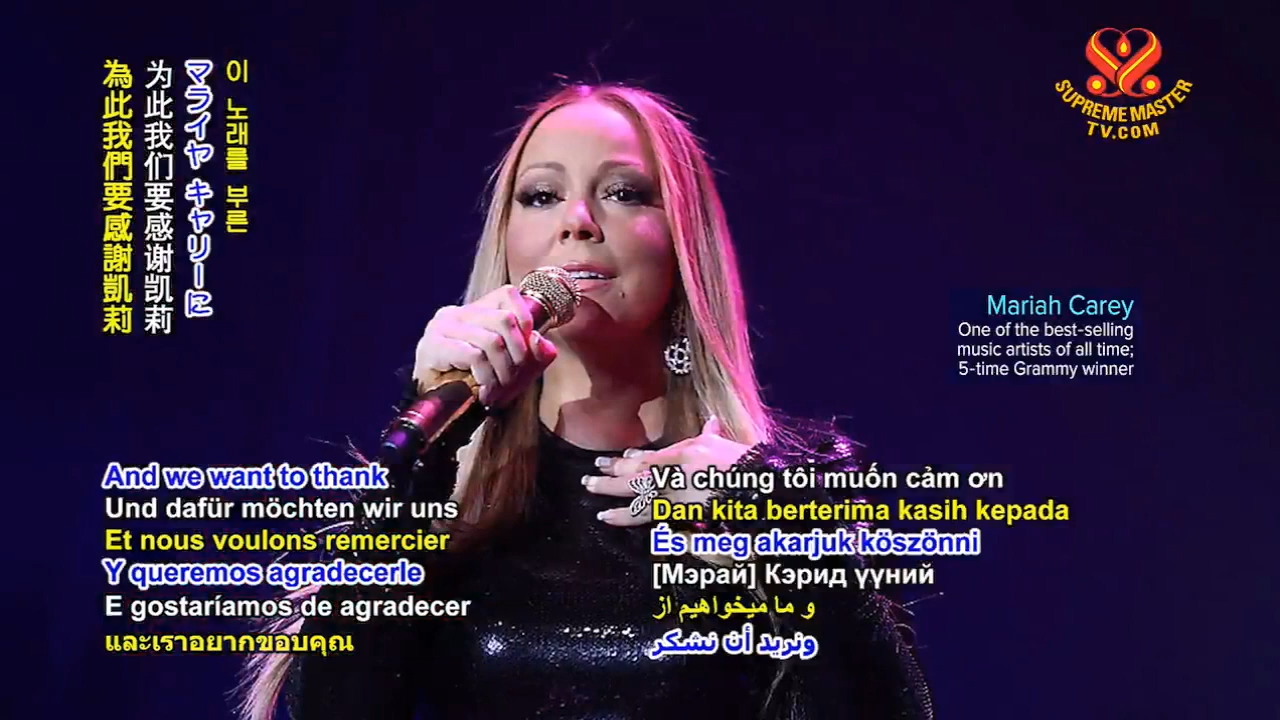 이 노래를 부른
マライヤ キャリーに
为此我们要感谢凯莉
為此我們要感謝凱莉
SUPREME MASTER
TV.COM
Mariah Carey
One of the best-selling
music artists of all time;
5-time Grammy winner
And we want to thank
Und dafür möchten wir uns
Et nous voulons remercier
Y queremos agradecerle
E gostaríamos de agradecer
และเราอยากขอบคุณ
Và chúng tôi muốn cảm ơn
Dan kita berterima kasih kepada
És meg akarjuk köszönni
[Мэрай] Кэрид үүний
و ما میخواهیم از
ونريد أن نشكر